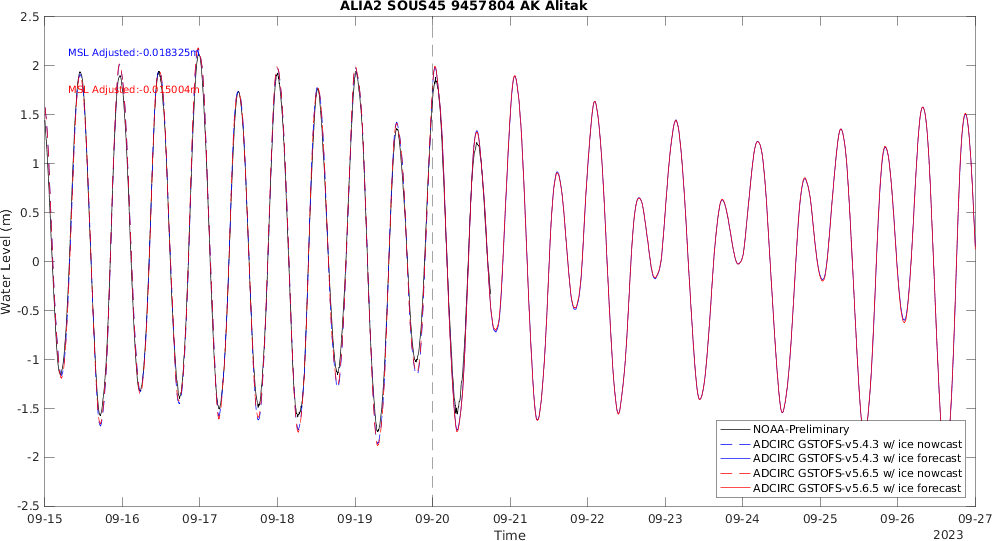 ALIA2 SOUS45 9457804 AK Alitak
2.5
2
1.5
1
0.5
0
-0.5
-1
-1.5
-2
-2.5
Water Level (m)
MSL Adjusted:-0.018325m
MSL Adjusted:-0.015004m
NOAA-Preliminary
ADCIRC GSTOFS-v5.4.3 w/ ice nowcast
ADCIRC GSTOFS-v5.4.3 w/ ice forecast
ADCIRC GSTOFS-v5.6.5 w/ ice nowcast
ADCIRC GSTOFS-v5.6.5 w/ ice forecast
09-15 09-16 09-17 09-18 09-19 09-20 09-21 09-22 09-23 09-24 09-25 09-26 09-27
Time
2023